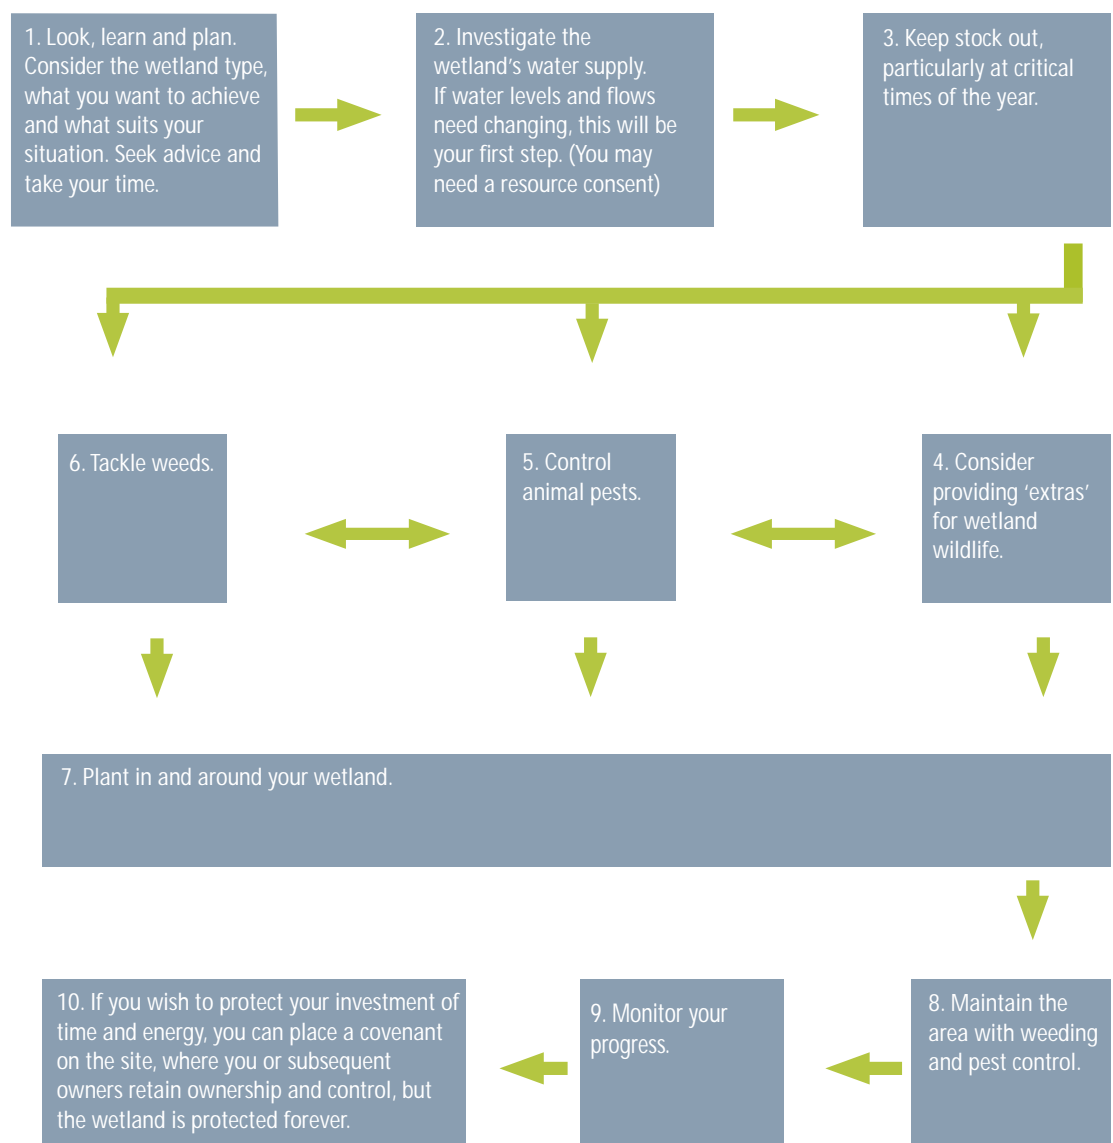 1. Look, learn and plan.
Consider the wetland type,
what you want to achieve
and what suits your
situation. Seek advice and
take your time.
2. Investigate the
wetland's water supply.
If water levels and flows
need changing, this will be
your first step. (You may
need a resource consent)
3. Keep stock out,
particularly at critical
times of the year.
6. Tackle weeds.
5. Control
animal pests.
4. Consider
providing ‘extras’
for wetland
wildlife.
7. Plant in and around your wetland.
10. If you wish to protect your investment of
time and energy, you can place a covenant
on the site, where you or subsequent
owners retain ownership and control, but
the wetland is protected forever.
9. Monitor your
progress.
8. Maintain the
area with weeding
and pest control.